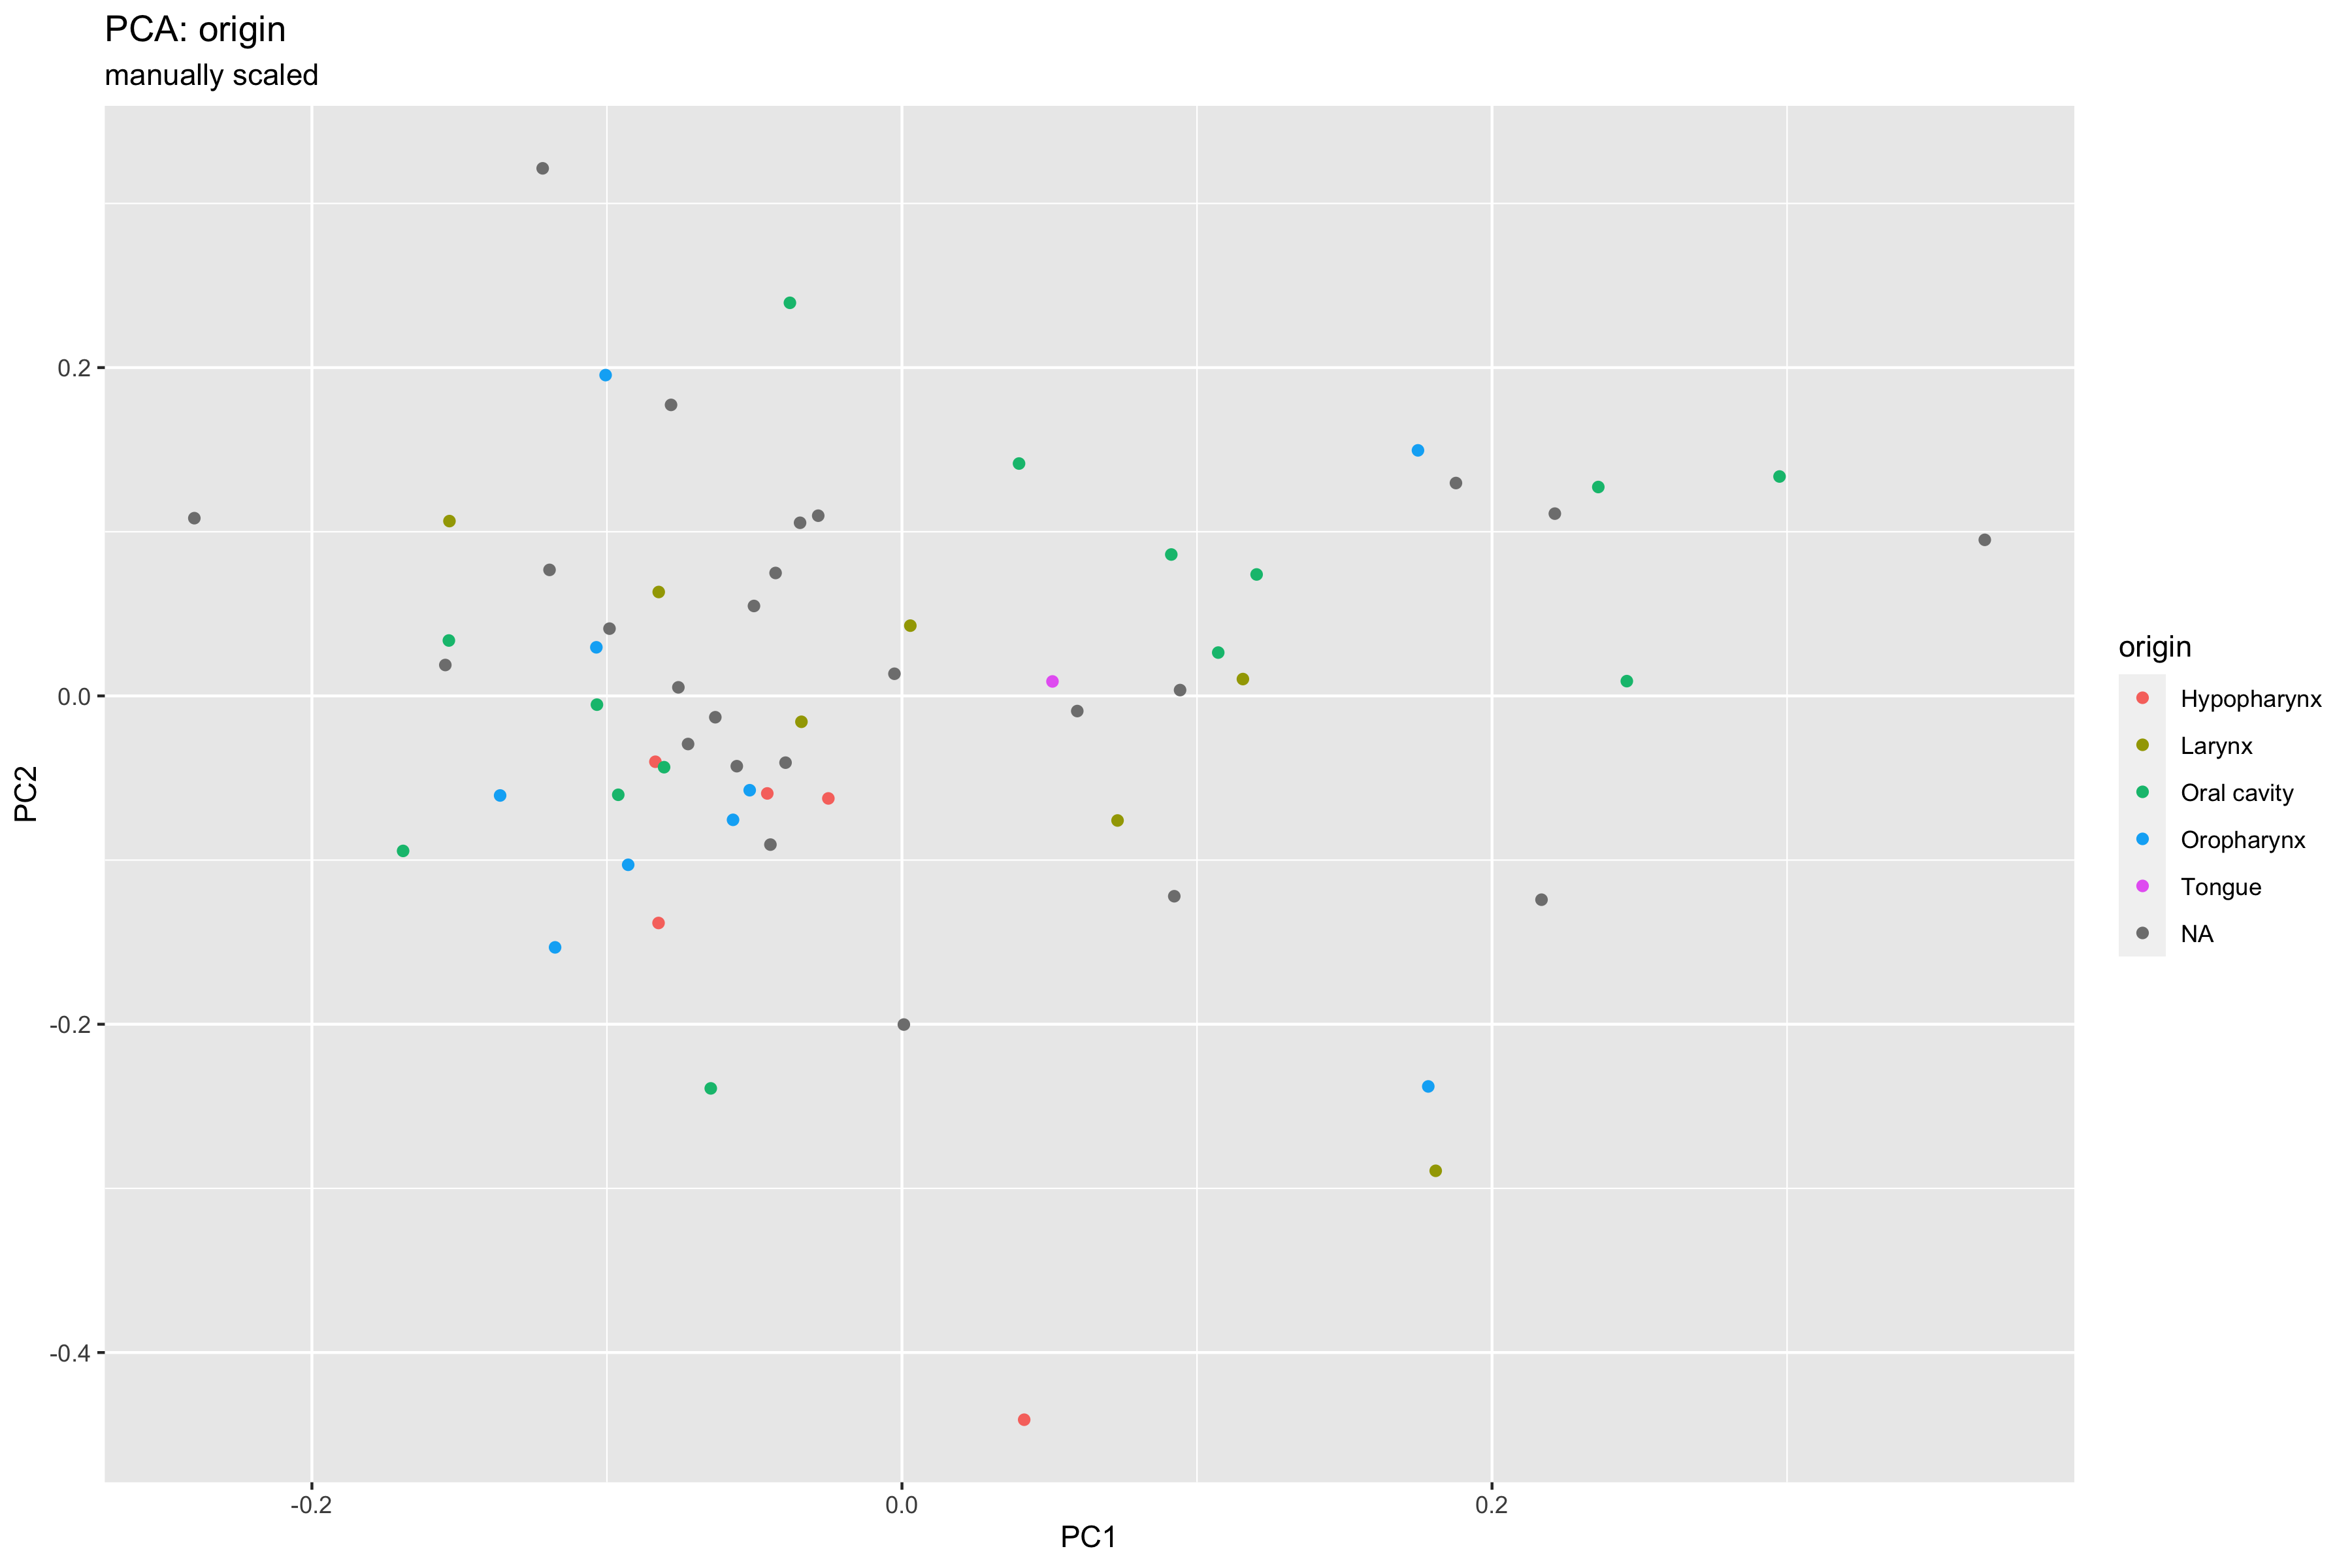 PCA: origin
manually scaled
PC2
0.2
0.0
-0.2
-0.4
-0.2
0.0
0.2
PC1
origin
Hypopharynx
Larynx
Oral cavity
Oropharynx
Tongue
NA